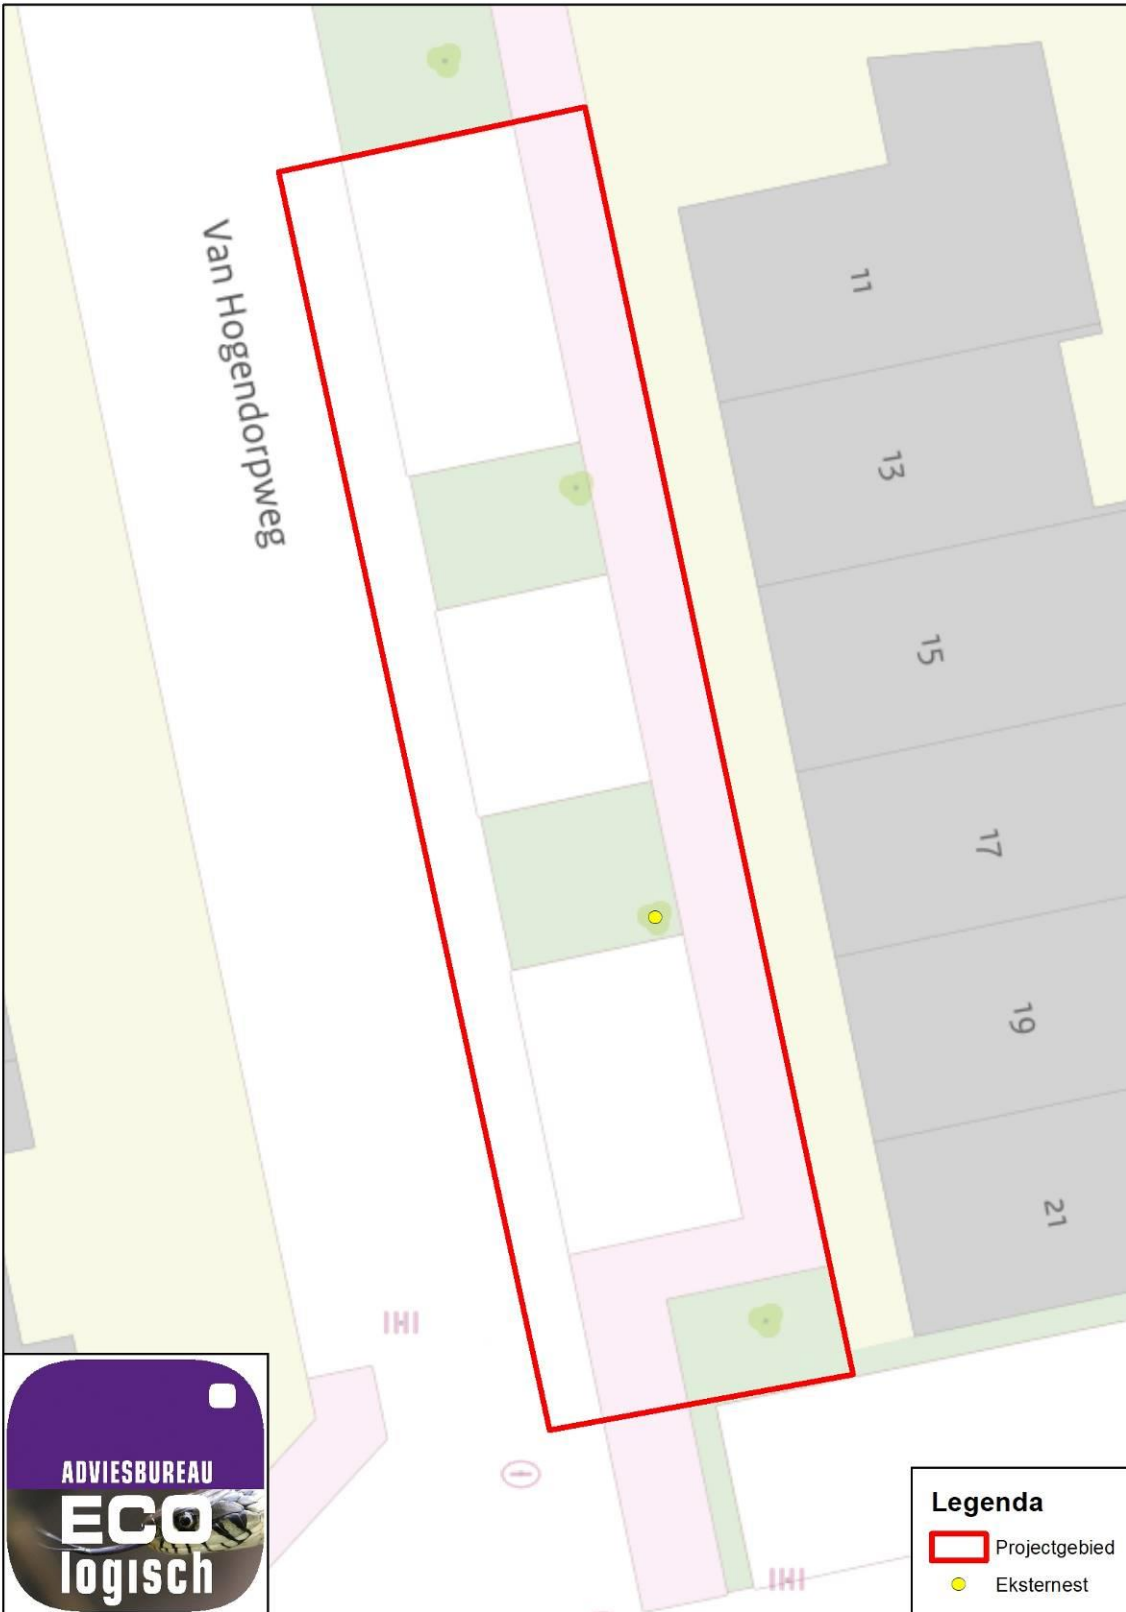 Van Hogendorpweg
11
13
15
17
19
21
ADVIESBUREAU
ECO
logisch
Legenda
Projectgebied
Eksternest